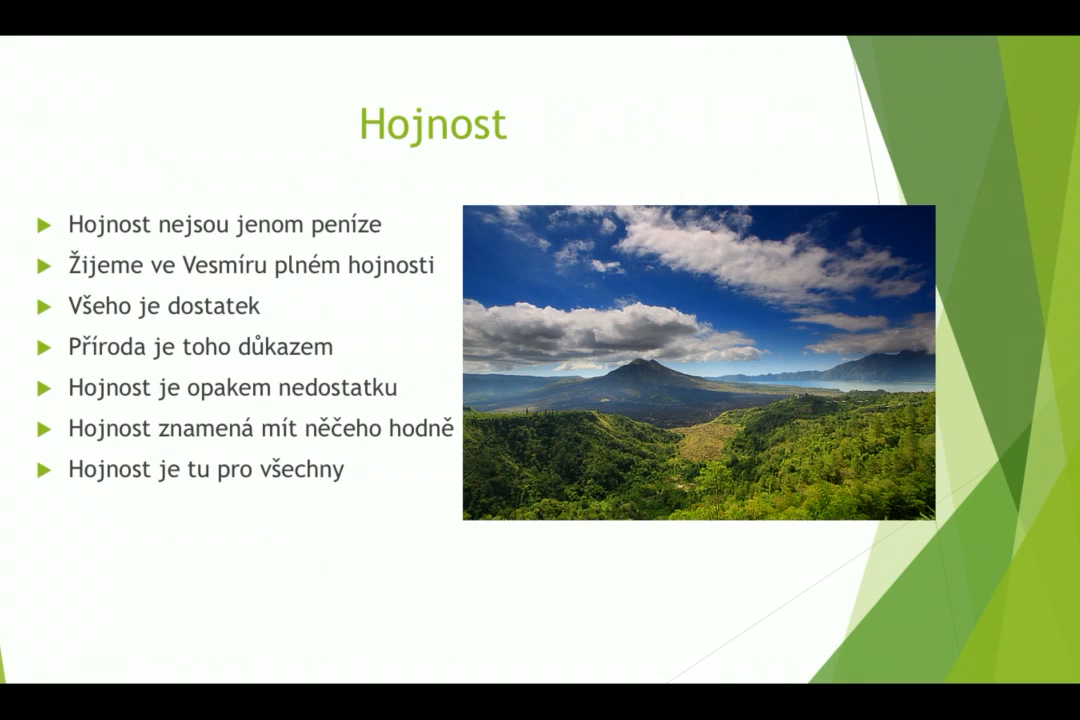 Hojnost
Hojnost nejsou jenom peníze
Žijeme ve Vesmíru plném hojnosti
Všeho je dostatek
Příroda je toho důkazem
Hojnost je opakem nedostatku
Hojnost znamená mít něčeho hodně
Hojnost je tu pro všechny